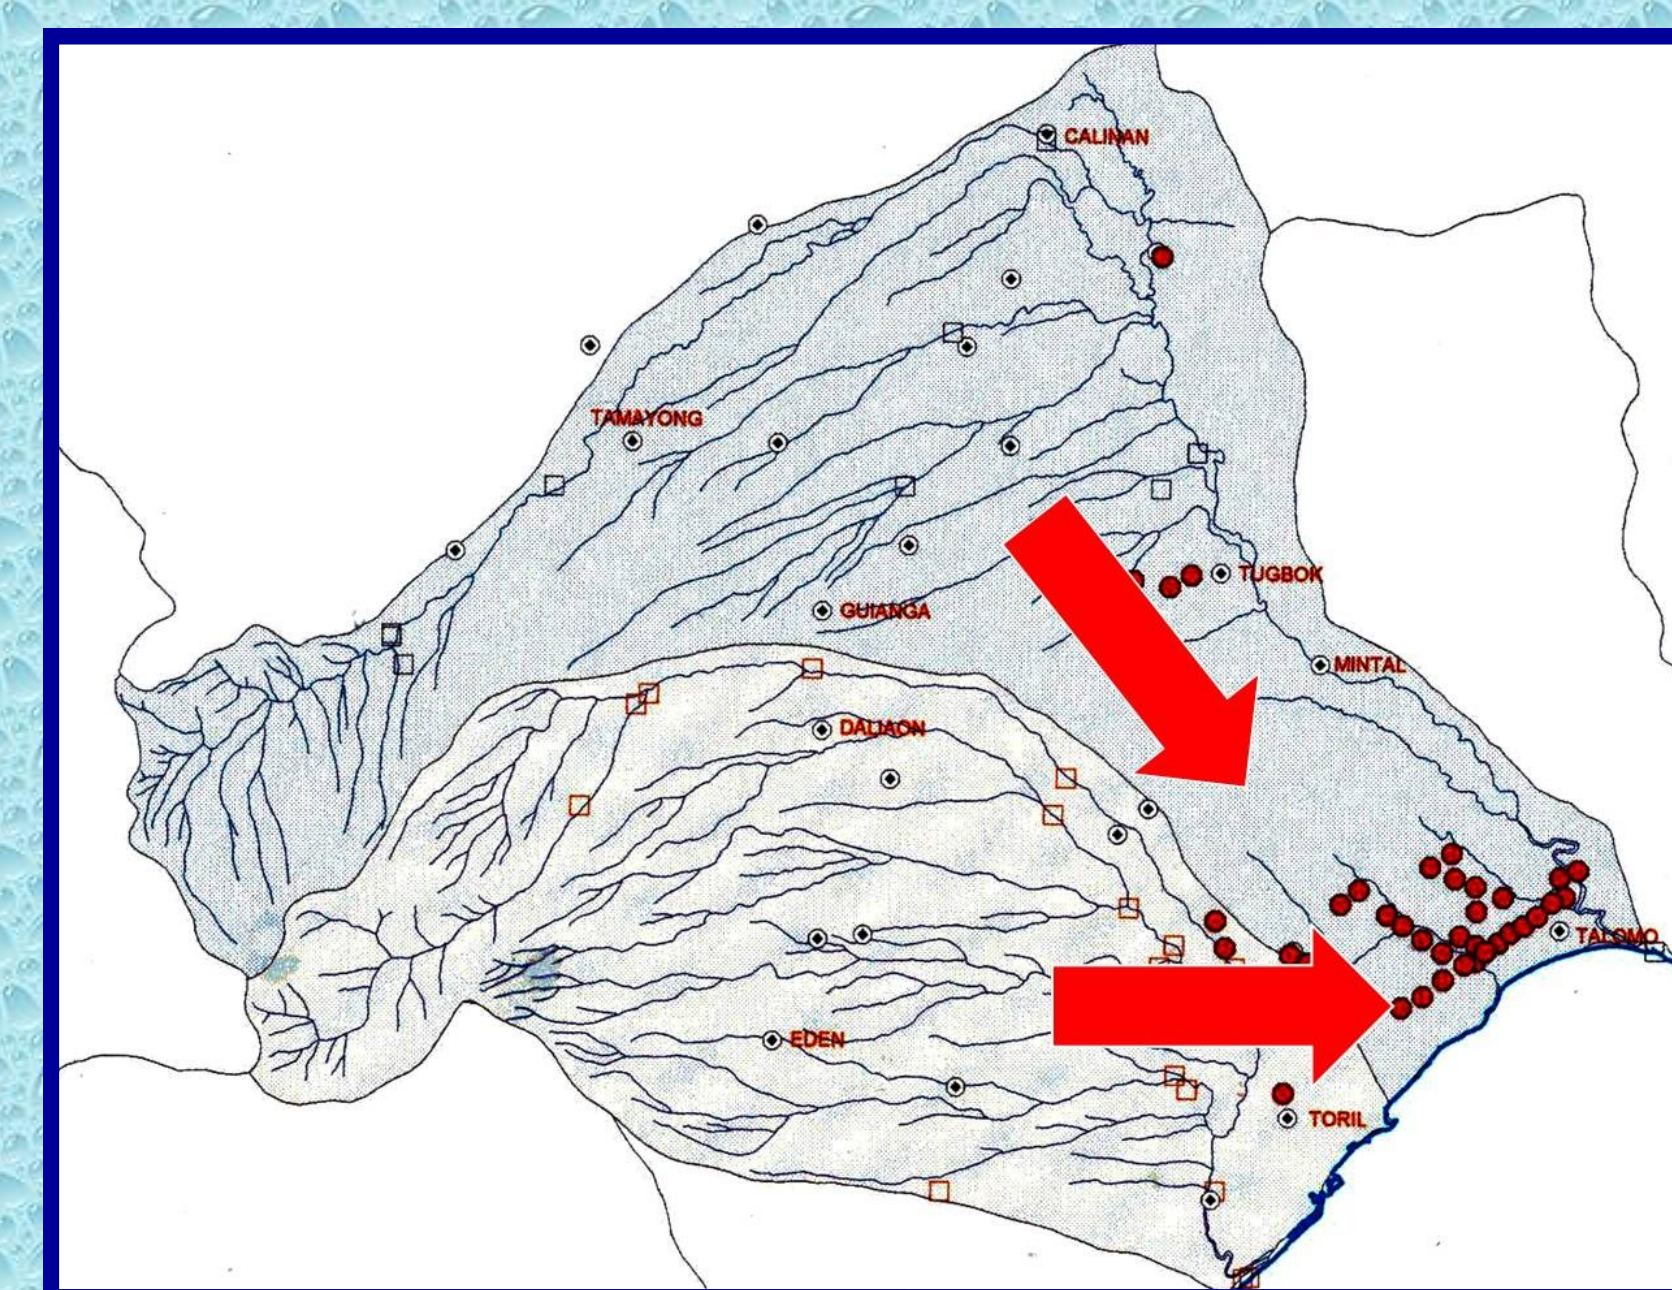 CALINAN
TAMAYONG
TUGBOK
GUIANGA
MINTAL
DALIAON
TALOMO
EDEN
TORIL